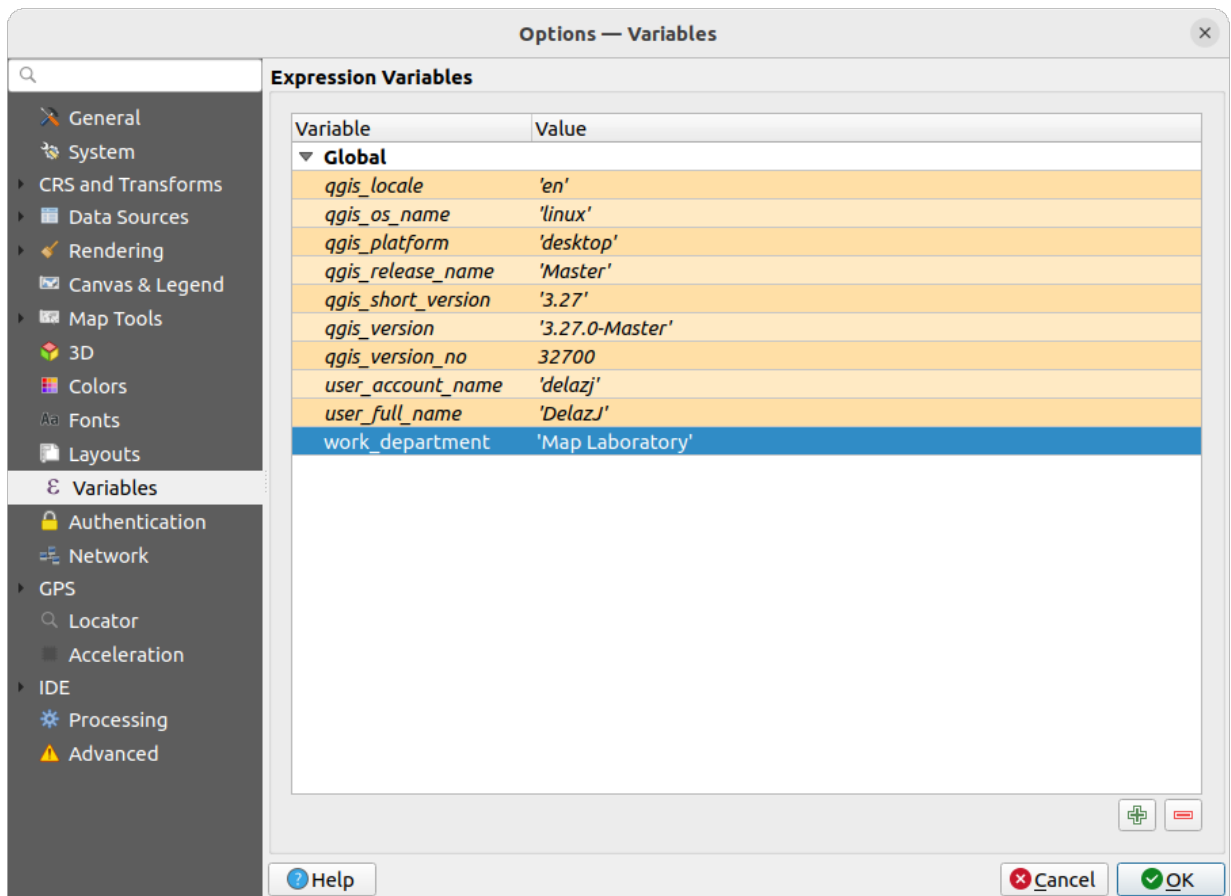 Options — Variables
Expression Variables
General
System
CRS and Transforms
Data Sources
Rendering
Canvas & Legend
Map Tools
3D
Colors
Aa Fonts
Layouts
ε Variables
Authentication
Network
GPS
Locator
Acceleration
IDE
Processing
Advanced
Variable Value
Global
qgis_locale 'en'
qgis_os_name 'linux'
qgis_platform 'desktop'
qgis_release_name 'Master'
qgis_short_version '3.27'
qgis_version '3.27.0-Master'
qgis_version_no 32700
user_account_name 'delazj'
user_full_name 'DelazJ'
work_department 'Map Laboratory'
Help
Cancel
OK